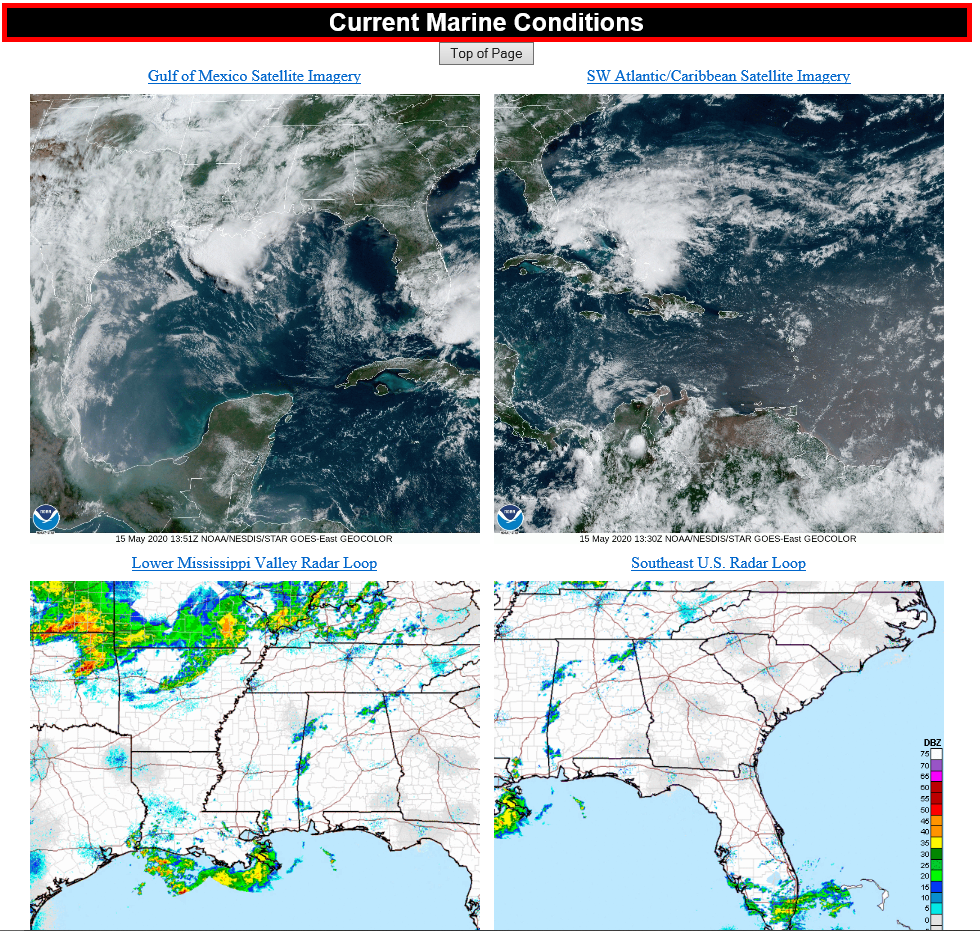 Current Marine Conditions
Top of Page
Gulf of Mexico Satellite Imagery
SW Atlantic/Caribbean Satellite Imagery
noaa
noaa
15 May 2020 13:51Z NOAA/NESDIS/STAR GOES-East GEOCOLOR
15 May 2020 13:30Z NOAA/NESDIS/STAR GOES-East GEOCOLOR
Lower Mississippi Valley Radar Loop
Southeast U.S. Radar Loop
DBZ
75
70
65
60
55
50
45
40
35
30
25
20
15
10
5
0